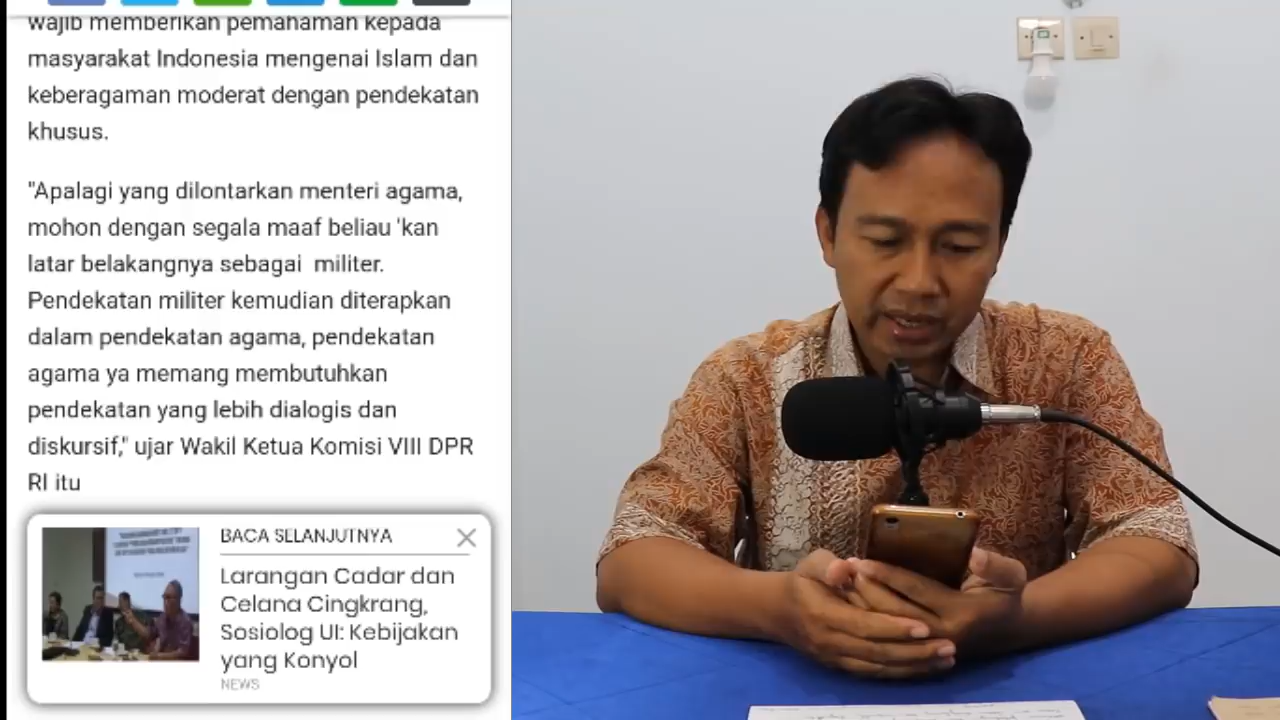 wajib memberikan pemahaman kepada
masyarakat Indonesia mengenai Islam dan
keberagaman moderat dengan pendekatan
khusus.
"Apalagi yang dilontarkan menteri agama,
mohon dengan segala maaf beliau 'kan
latar belakangnya sebagai militer.
Pendekatan militer kemudian diterapkan
dalam pendekatan agama, pendekatan
agama ya memang membutuhkan
pendekatan yang lebih dialogis dan
diskursif," ujar Wakil Ketua Komisi VIII DPR
RI itu
BACA SELANJUTNYA
Larangan Cadar dan
Celana Cingkrang,
Sosiolog UI: Kebijakan
yang Konyol
NEWS